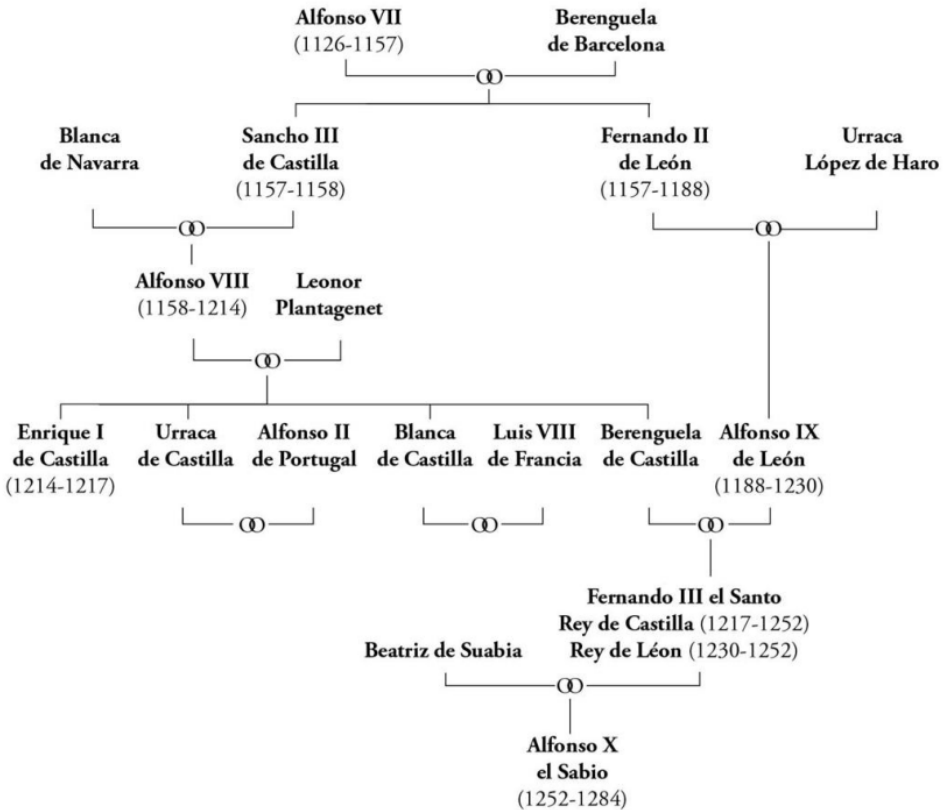 Alfonso VII
(1126-1157)
Berenguela
de Barcelona
Blanca
de Navarra
Sancho III
de Castilla
(1157-1158)
Fernando II
de León
(1157-1188)
Urraca
López de Haro
Alfonso VIII
(1158-1214)
Leonor
Plantagenet
Enrique I
de Castilla
(1214-1217)
Urraca
de Castilla
Alfonso II
de Portugal
Blanca
de Castilla
Luis VIII
de Francia
Berenguela
de Castilla
Alfonso IX
de León
(1188-1230)
Fernando III el Santo
Rey de Castilla (1217-1252)
Rey de Léon (1230-1252)
Beatriz de Suabia
Alfonso X
el Sabio
(1252-1284)